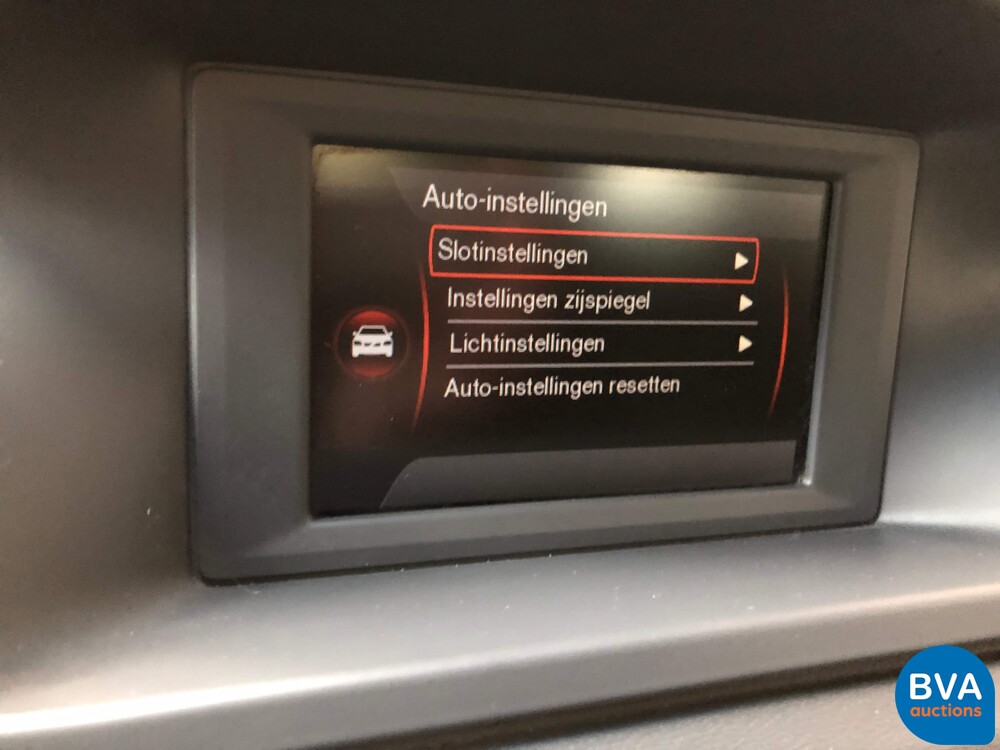 Auto-instellingen
Slotinstellingen
Instellingen zijspiegel
Lichtinstellingen
Auto-instellingen resetten
BVA
auctions